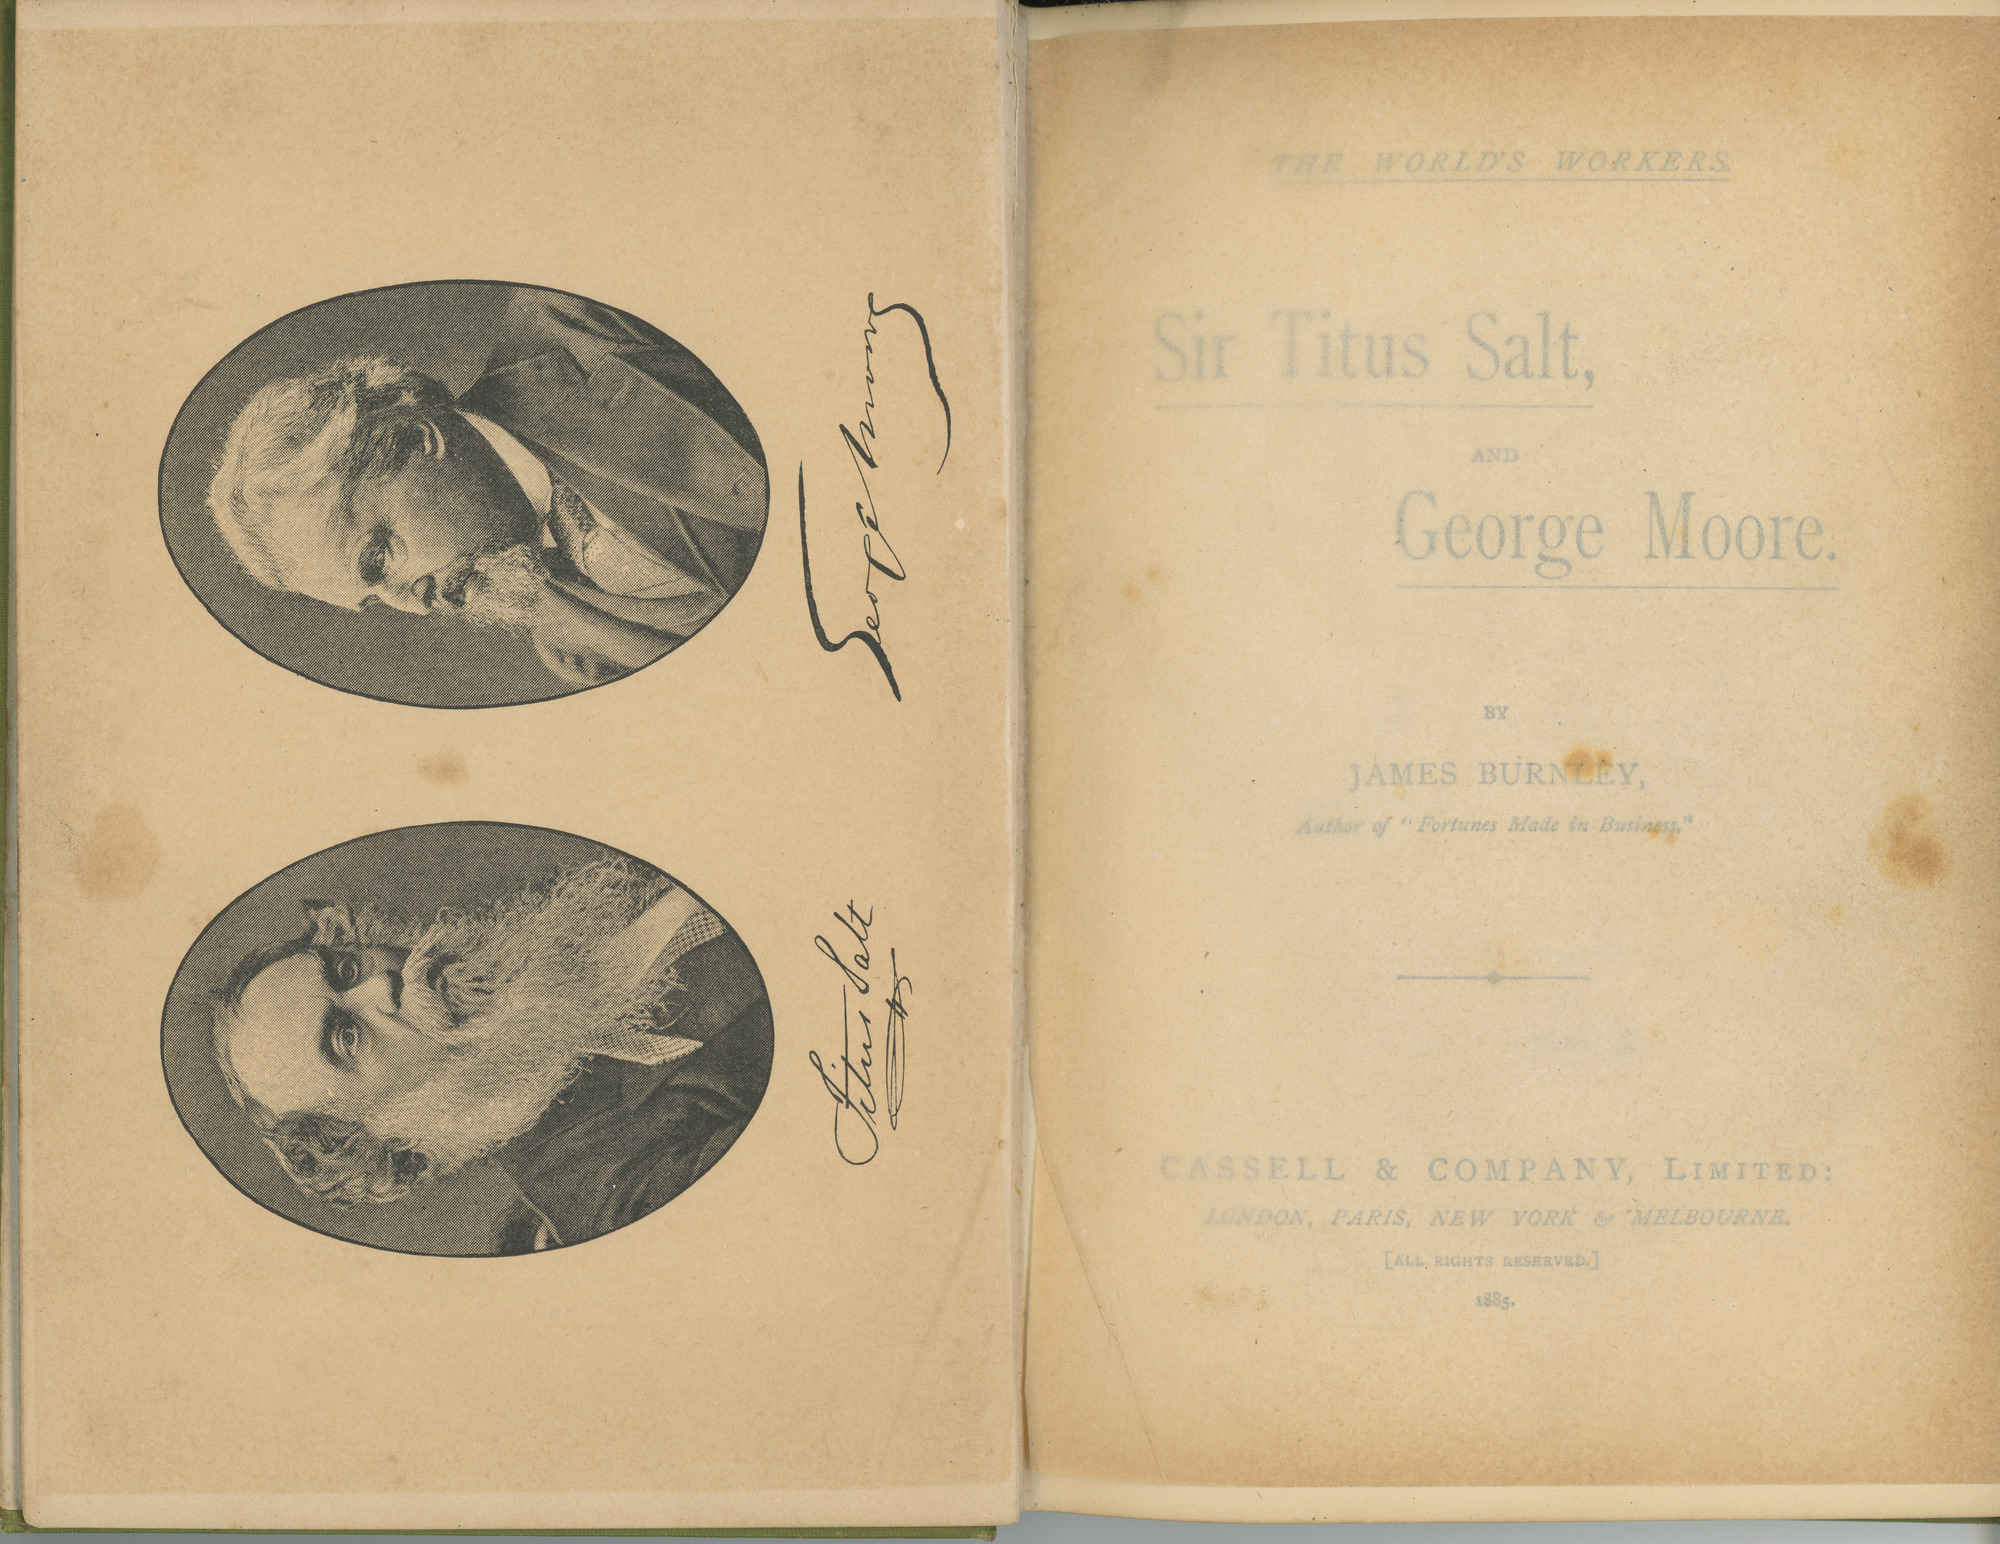 George Moore
Titus Salt
THE WORLD'S WORKERS.
Sir Titus Salt,
AND
George Moore.
BY
JAMES BURNLEY,
Author of "Fortunes Made in Business."
CASSELL & COMPANY, LIMITED:
LONDON, PARIS, NEW YORK & MELBOURNE.
[ALL RIGHTS RESERVRD.]
1885.